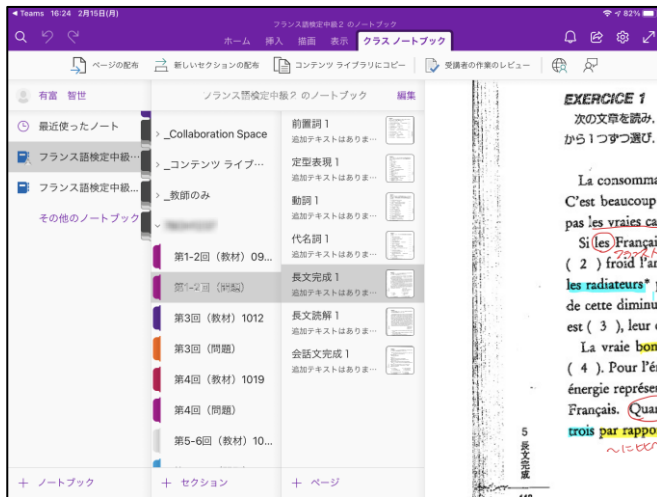 ◀ Teams 16:24 2月15日(月)
82%
フランス語検定中級2 のノートブック
ホーム 挿入 描画 表示 クラス ノートブック
ページの配布 新しいセクションの配布 コンテンツ ライブラリにコピー 受講者の作業のレビュー
有富 智世
フランス語検定中級2 のノートブック 編集
最近使ったノート
フランス語検定中級…
フランス語検定中級…
その他のノートブック
＋ ノートブック
_Collaboration Space
_コンテンツ ライブ…
_教師のみ
第1-2回（教材）09...
第1-2回（問題）
第3回（教材）1012
第3回（問題）
第4回（教材）1019
第4回（問題）
第5-6回（教材）10...
＋ セクション
前置詞 1
追加テキストはありま…
定型表現 1
追加テキストはありま…
動詞 1
追加テキストはありま…
代名詞 1
追加テキストはありま…
長文完成 1
追加テキストはありま…
長文読解 1
追加テキストはありま…
会話文完成 1
追加テキストはありま…
＋ ページ
EXERCICE 1
次の文章を読み，
から1つずつ選び，
La consomma
C'est beaucoup
pas les vraies ca
Si les Françai
フランス人
( 2 ) froid l'ar
les radiateurs*
de cette diminu
est ( 3 ), leur c
La vraie bon
( 4 ). Pour l'én
énergie représer
Français. Quar
trois par rappor
〜に比べ
5
長文完成